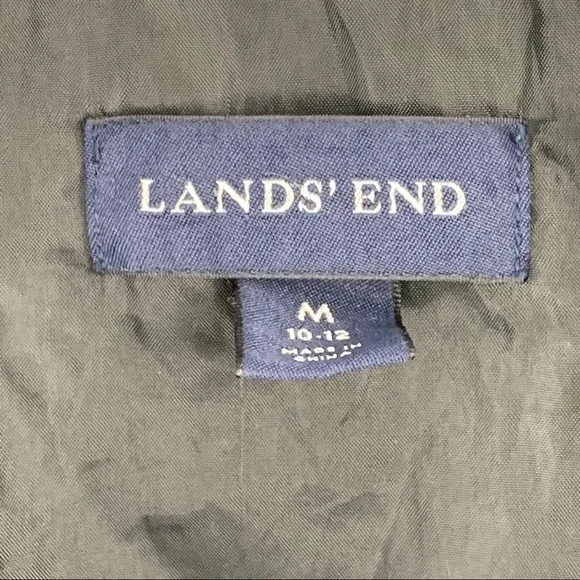 LANDS' END
M
10-12
MADE IN
CHINA